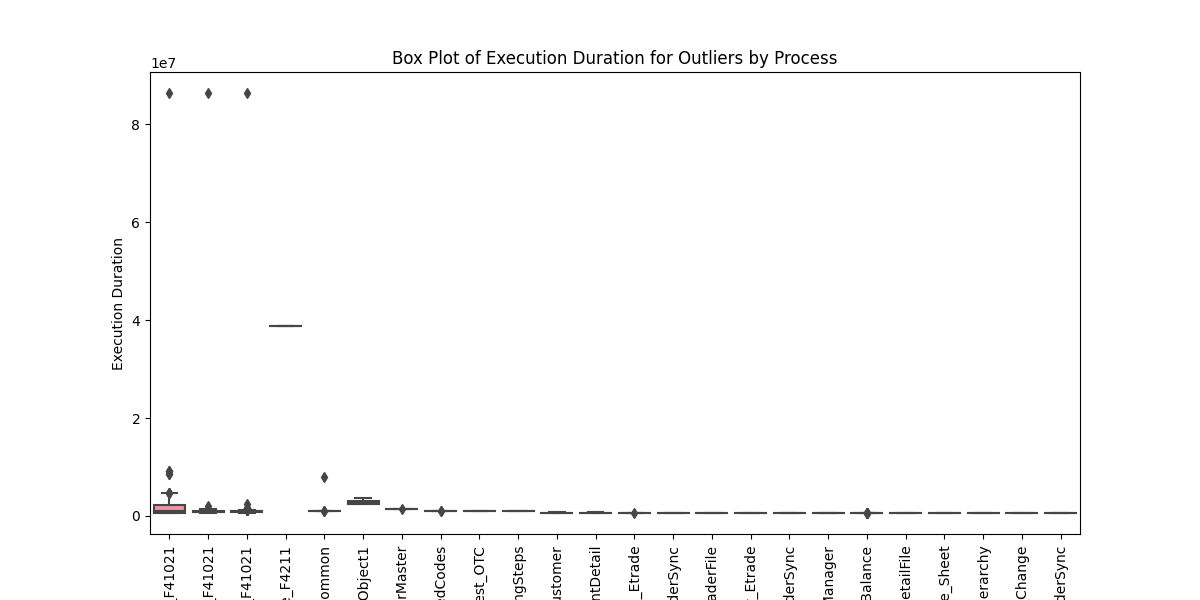 Box Plot of Execution Duration for Outliers by Process
1e7
8
6
4
2
0
Execution Duration
_F41021
_F41021
_F41021
e_F4211
ommon
Object1
rMaster
edCodes
est_OTC
ngSteps
ustomer
ntDetail
_Etrade
derSync
aderFile
_Etrade
derSync
Manager
Balance
etailFile
e_Sheet
erarchy
Change
derSync